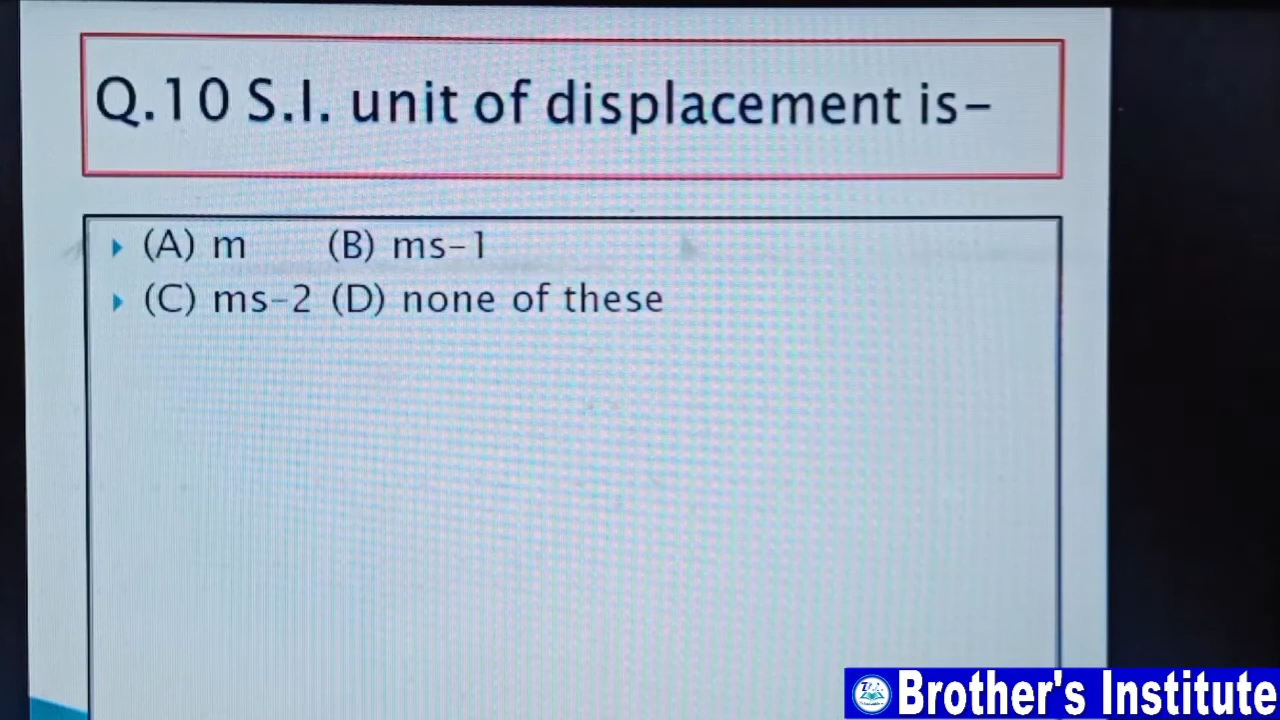 Q.10 S.I. unit of displacement is-
(A) m (B) ms-1
(C) ms-2 (D) none of these
Brother's Institute